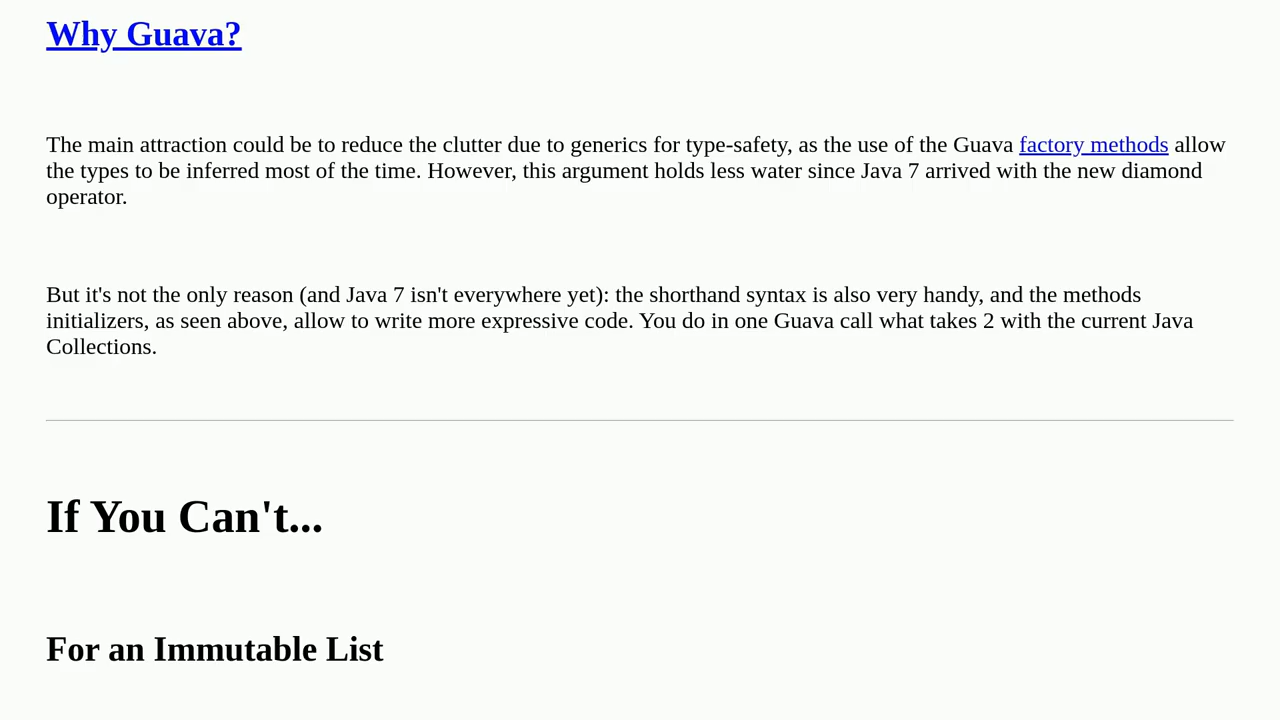 Why Guava?
The main attraction could be to reduce the clutter due to generics for type-safety, as the use of the Guava factory methods allow
the types to be inferred most of the time. However, this argument holds less water since Java 7 arrived with the new diamond
operator.
But it's not the only reason (and Java 7 isn't everywhere yet): the shorthand syntax is also very handy, and the methods
initializers, as seen above, allow to write more expressive code. You do in one Guava call what takes 2 with the current Java
Collections.
If You Can't...
For an Immutable List